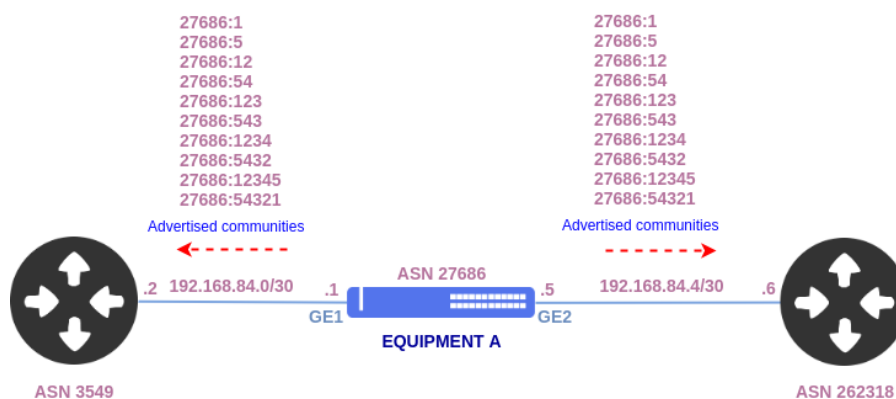 27686:1
27686:5
27686:12
27686:54
27686:123
27686:543
27686:1234
27686:5432
27686:12345
27686:54321
Advertised communities
27686:1
27686:5
27686:12
27686:54
27686:123
27686:543
27686:1234
27686:5432
27686:12345
27686:54321
Advertised communities
ASN 27686
.2 192.168.84.0/30 .1
.5 192.168.84.4/30 .6
GE1
GE2
EQUIPMENT A
ASN 3549
ASN 262318